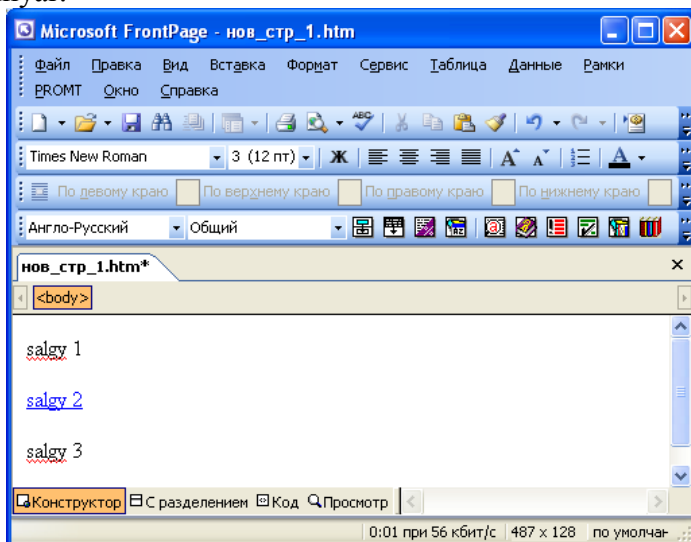 Microsoft FrontPage - нов_стр_1.htm
Файл Правка Вид Вставка Формат Сервис Таблица Данные Рамки
PROMT Окно Справка
Times New Roman 3 (12 пт) Ж
По левому краю По верхнему краю По правому краю По нижнему краю
Англо-Русский Общий
нов_стр_1.htm*
<body>
salgy 1
salgy 2
salgy 3
Конструктор С разделением Код Просмотр
0:01 при 56 кбит/с 487 x 128 по умолчан